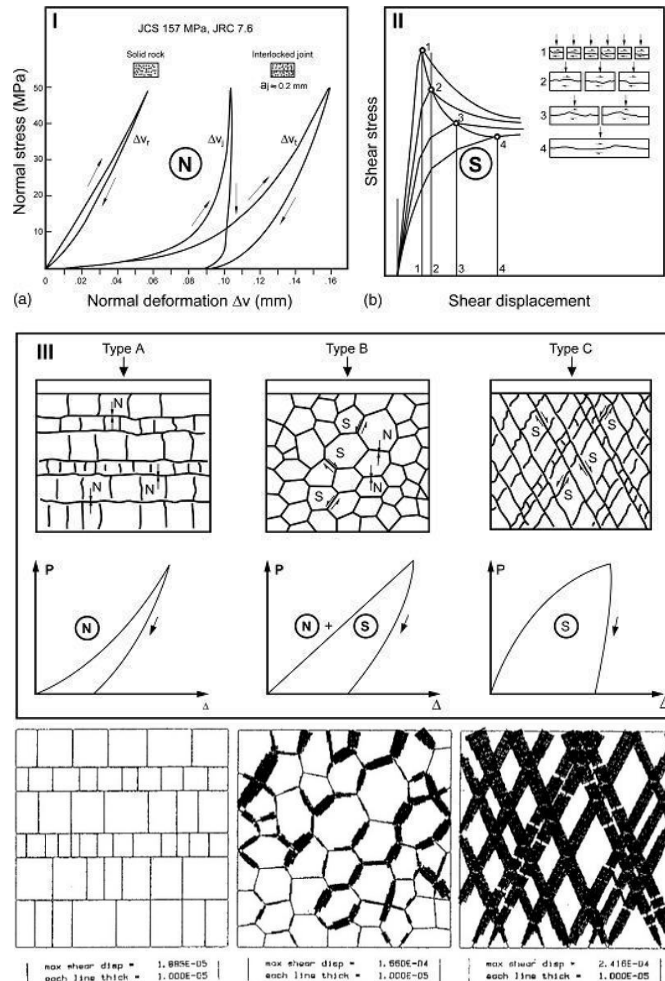 I
JCS 157 MPa, JRC 7.6
Solid rock
Interlocked joint
aj ≈ 0.2 mm
Normal stress (MPa)
50
40
30
20
10
Δvr
Δvj
Δvt
N
0 .02 .04 .06 .08 .10 .12 .14 .16
(a) Normal deformation Δv (mm)
II
Shear stress
1
2
3
4
S
1
2
3
4
1 2 3 4
(b) Shear displacement
III
Type A
Type B
Type C
N
N
N
S
S
N
S
N
S
S
S
S
P
N
Δ
P
N + S
Δ
P
S
Δ
max shear disp = 1.885E-05
each line thick = 1.000E-05
max shear disp = 1.660E-04
each line thick = 1.000E-05
max shear disp = 2.416E-04
each line thick = 1.000E-05